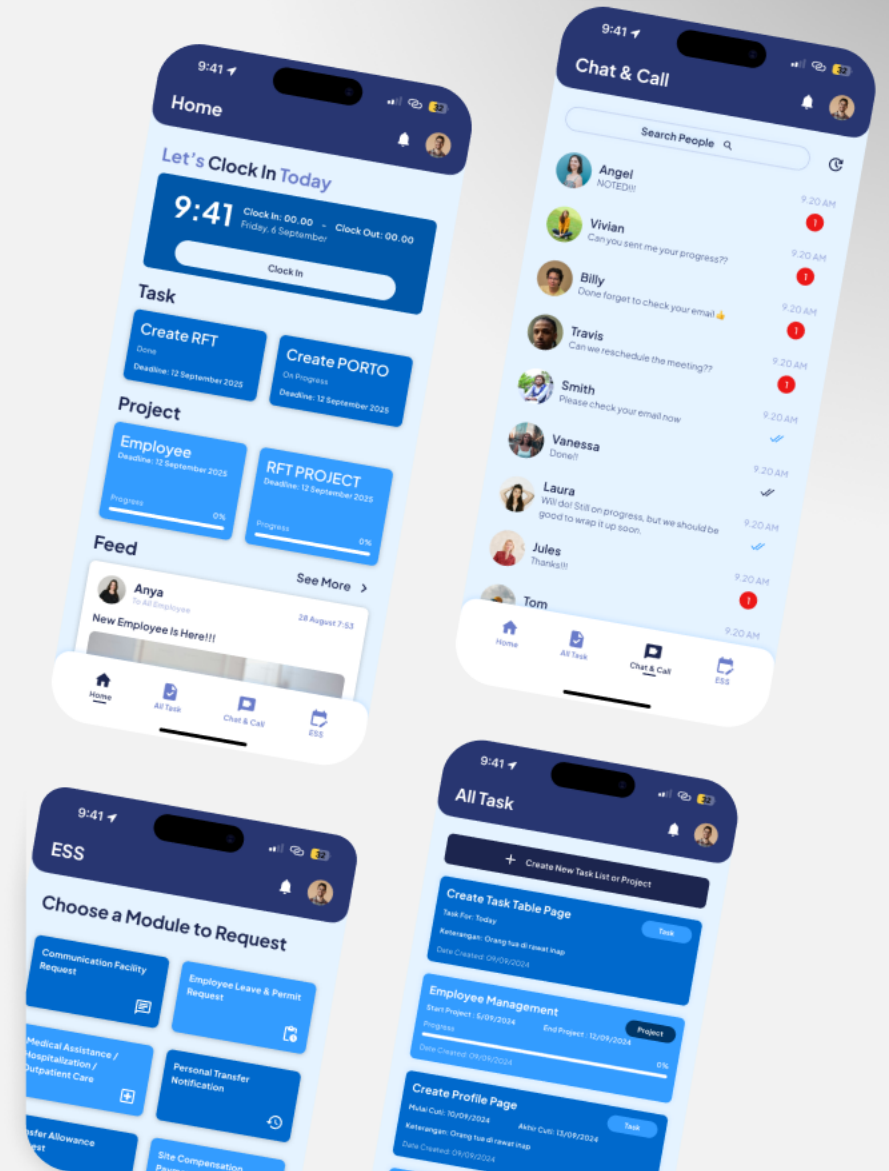 9:41
Home
Let's Clock In Today
9:41
Clock In: 00.00 - Clock Out: 00.00
Friday, 6 September
Clock In
Task
Create RFT
Done
Deadline: 12 September 2025
Create PORTO
On Progress
Deadline: 12 September 2025
Project
Employee
Deadline: 12 September 2025
Progress
0%
RFT PROJECT
Deadline: 12 September 2025
Progress
0%
Feed
See More
Anya
To All Employee
28 August 7:53
New Employee Is Here!!!
Home
All Task
Chat & Call
ESS
9:41
32
Chat & Call
Search People
Angel
NOTED!!!
9.20 AM
1
Vivian
Can you sent me your progress??
9.20 AM
1
Billy
Done forget to check your email👍
9.20 AM
1
Travis
Can we reschedule the meeting??
9.20 AM
1
Smith
Please check your email now
9.20 AM
Vanessa
Done!!
9.20 AM
Laura
Will do! Still on progress, but we should be
good to wrap it up soon.
9.20 AM
Jules
Thanks!!!
9.20 AM
1
Tom
9.20 AM
Home
All Task
Chat & Call
ESS
9:41
32
ESS
Choose a Module to Request
Communication Facility
Request
Employee Leave & Permit
Request
Medical Assistance /
Hospitalization /
Outpatient Care
Personal Transfer
Notification
nsfer Allowance
est
Site Compensation
9:41
32
All Task
+ Create New Task List or Project
Create Task Table Page
Task
Task For: Today
Keterangan: Orang tua di rawat inap
Date Created: 09/09/2024
Employee Management
Project
Start Project : 5/09/2024
End Project : 12/09/2024
Progress
0%
Date Created: 09/09/2024
Create Profile Page
Task
Mulai Cuti: 10/09/2024
Akhir Cuti: 13/09/2024
Keterangan: Orang tua di rawat inap
Date Created: 09/09/2024